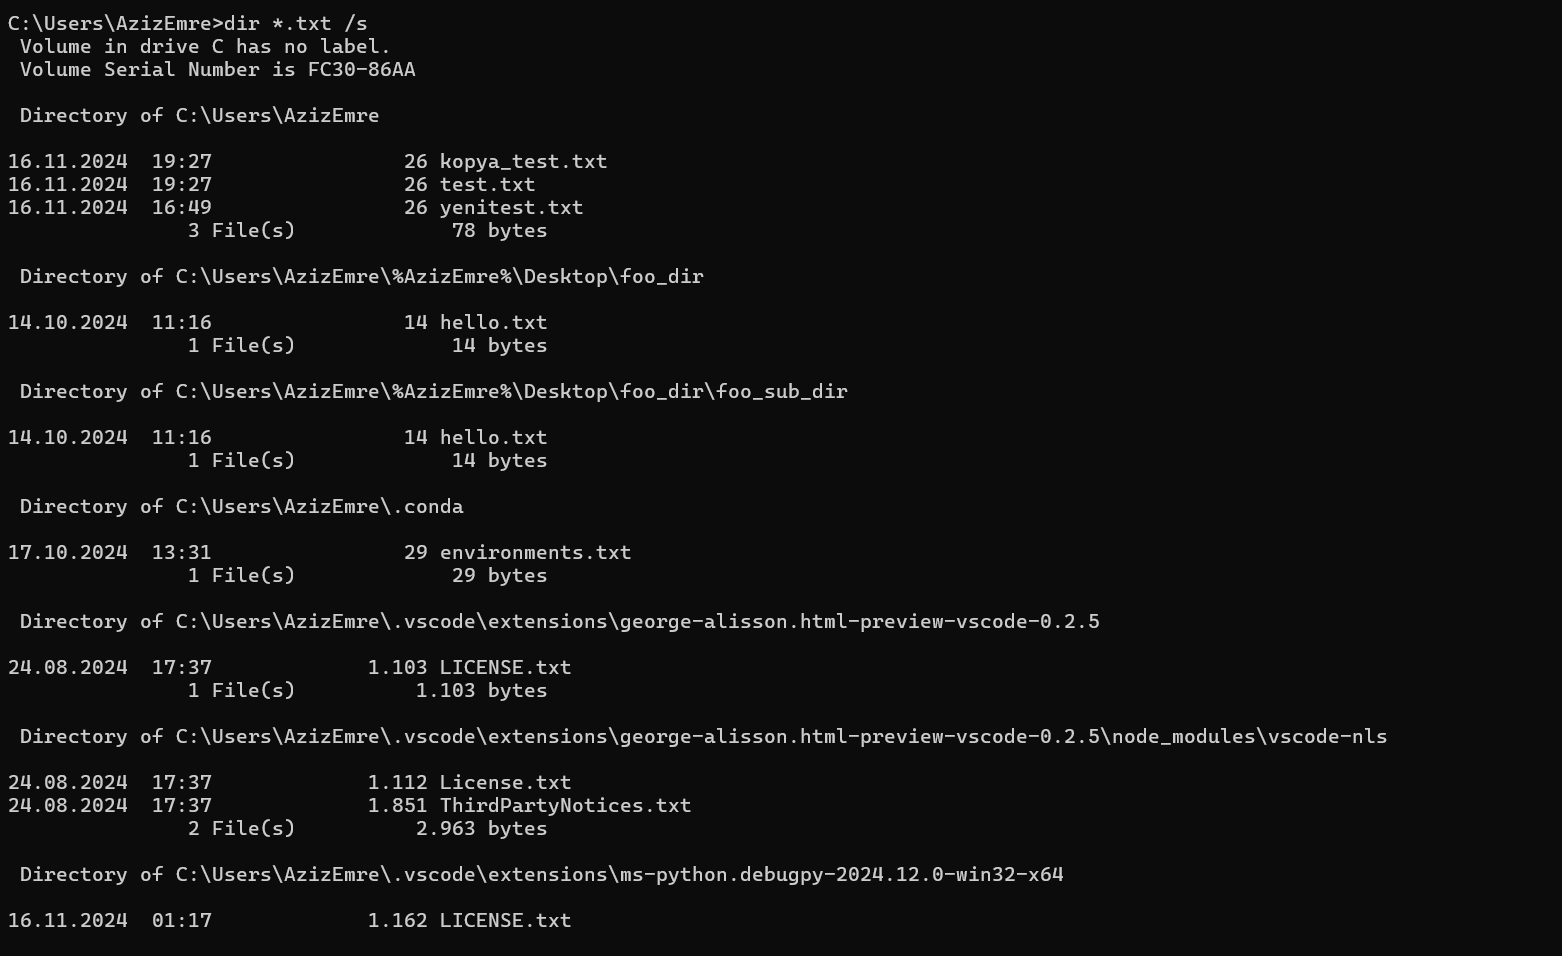 C:\Users\AzizEmre>dir *.txt /s
 Volume in drive C has no label.
 Volume Serial Number is FC30-86AA

 Directory of C:\Users\AzizEmre

16.11.2024  19:27                26 kopya_test.txt
16.11.2024  19:27                26 test.txt
16.11.2024  16:49                26 yenitest.txt
               3 File(s)             78 bytes

 Directory of C:\Users\AzizEmre\%AzizEmre%\Desktop\foo_dir

14.10.2024  11:16                14 hello.txt
               1 File(s)             14 bytes

 Directory of C:\Users\AzizEmre\%AzizEmre%\Desktop\foo_dir\foo_sub_dir

14.10.2024  11:16                14 hello.txt
               1 File(s)             14 bytes

 Directory of C:\Users\AzizEmre\.conda

17.10.2024  13:31                29 environments.txt
               1 File(s)             29 bytes

 Directory of C:\Users\AzizEmre\.vscode\extensions\george-alisson.html-preview-vscode-0.2.5

24.08.2024  17:37             1.103 LICENSE.txt
               1 File(s)          1.103 bytes

 Directory of C:\Users\AzizEmre\.vscode\extensions\george-alisson.html-preview-vscode-0.2.5\node_modules\vscode-nls

24.08.2024  17:37             1.112 License.txt
24.08.2024  17:37             1.851 ThirdPartyNotices.txt
               2 File(s)          2.963 bytes

 Directory of C:\Users\AzizEmre\.vscode\extensions\ms-python.debugpy-2024.12.0-win32-x64

16.11.2024  01:17             1.162 LICENSE.txt